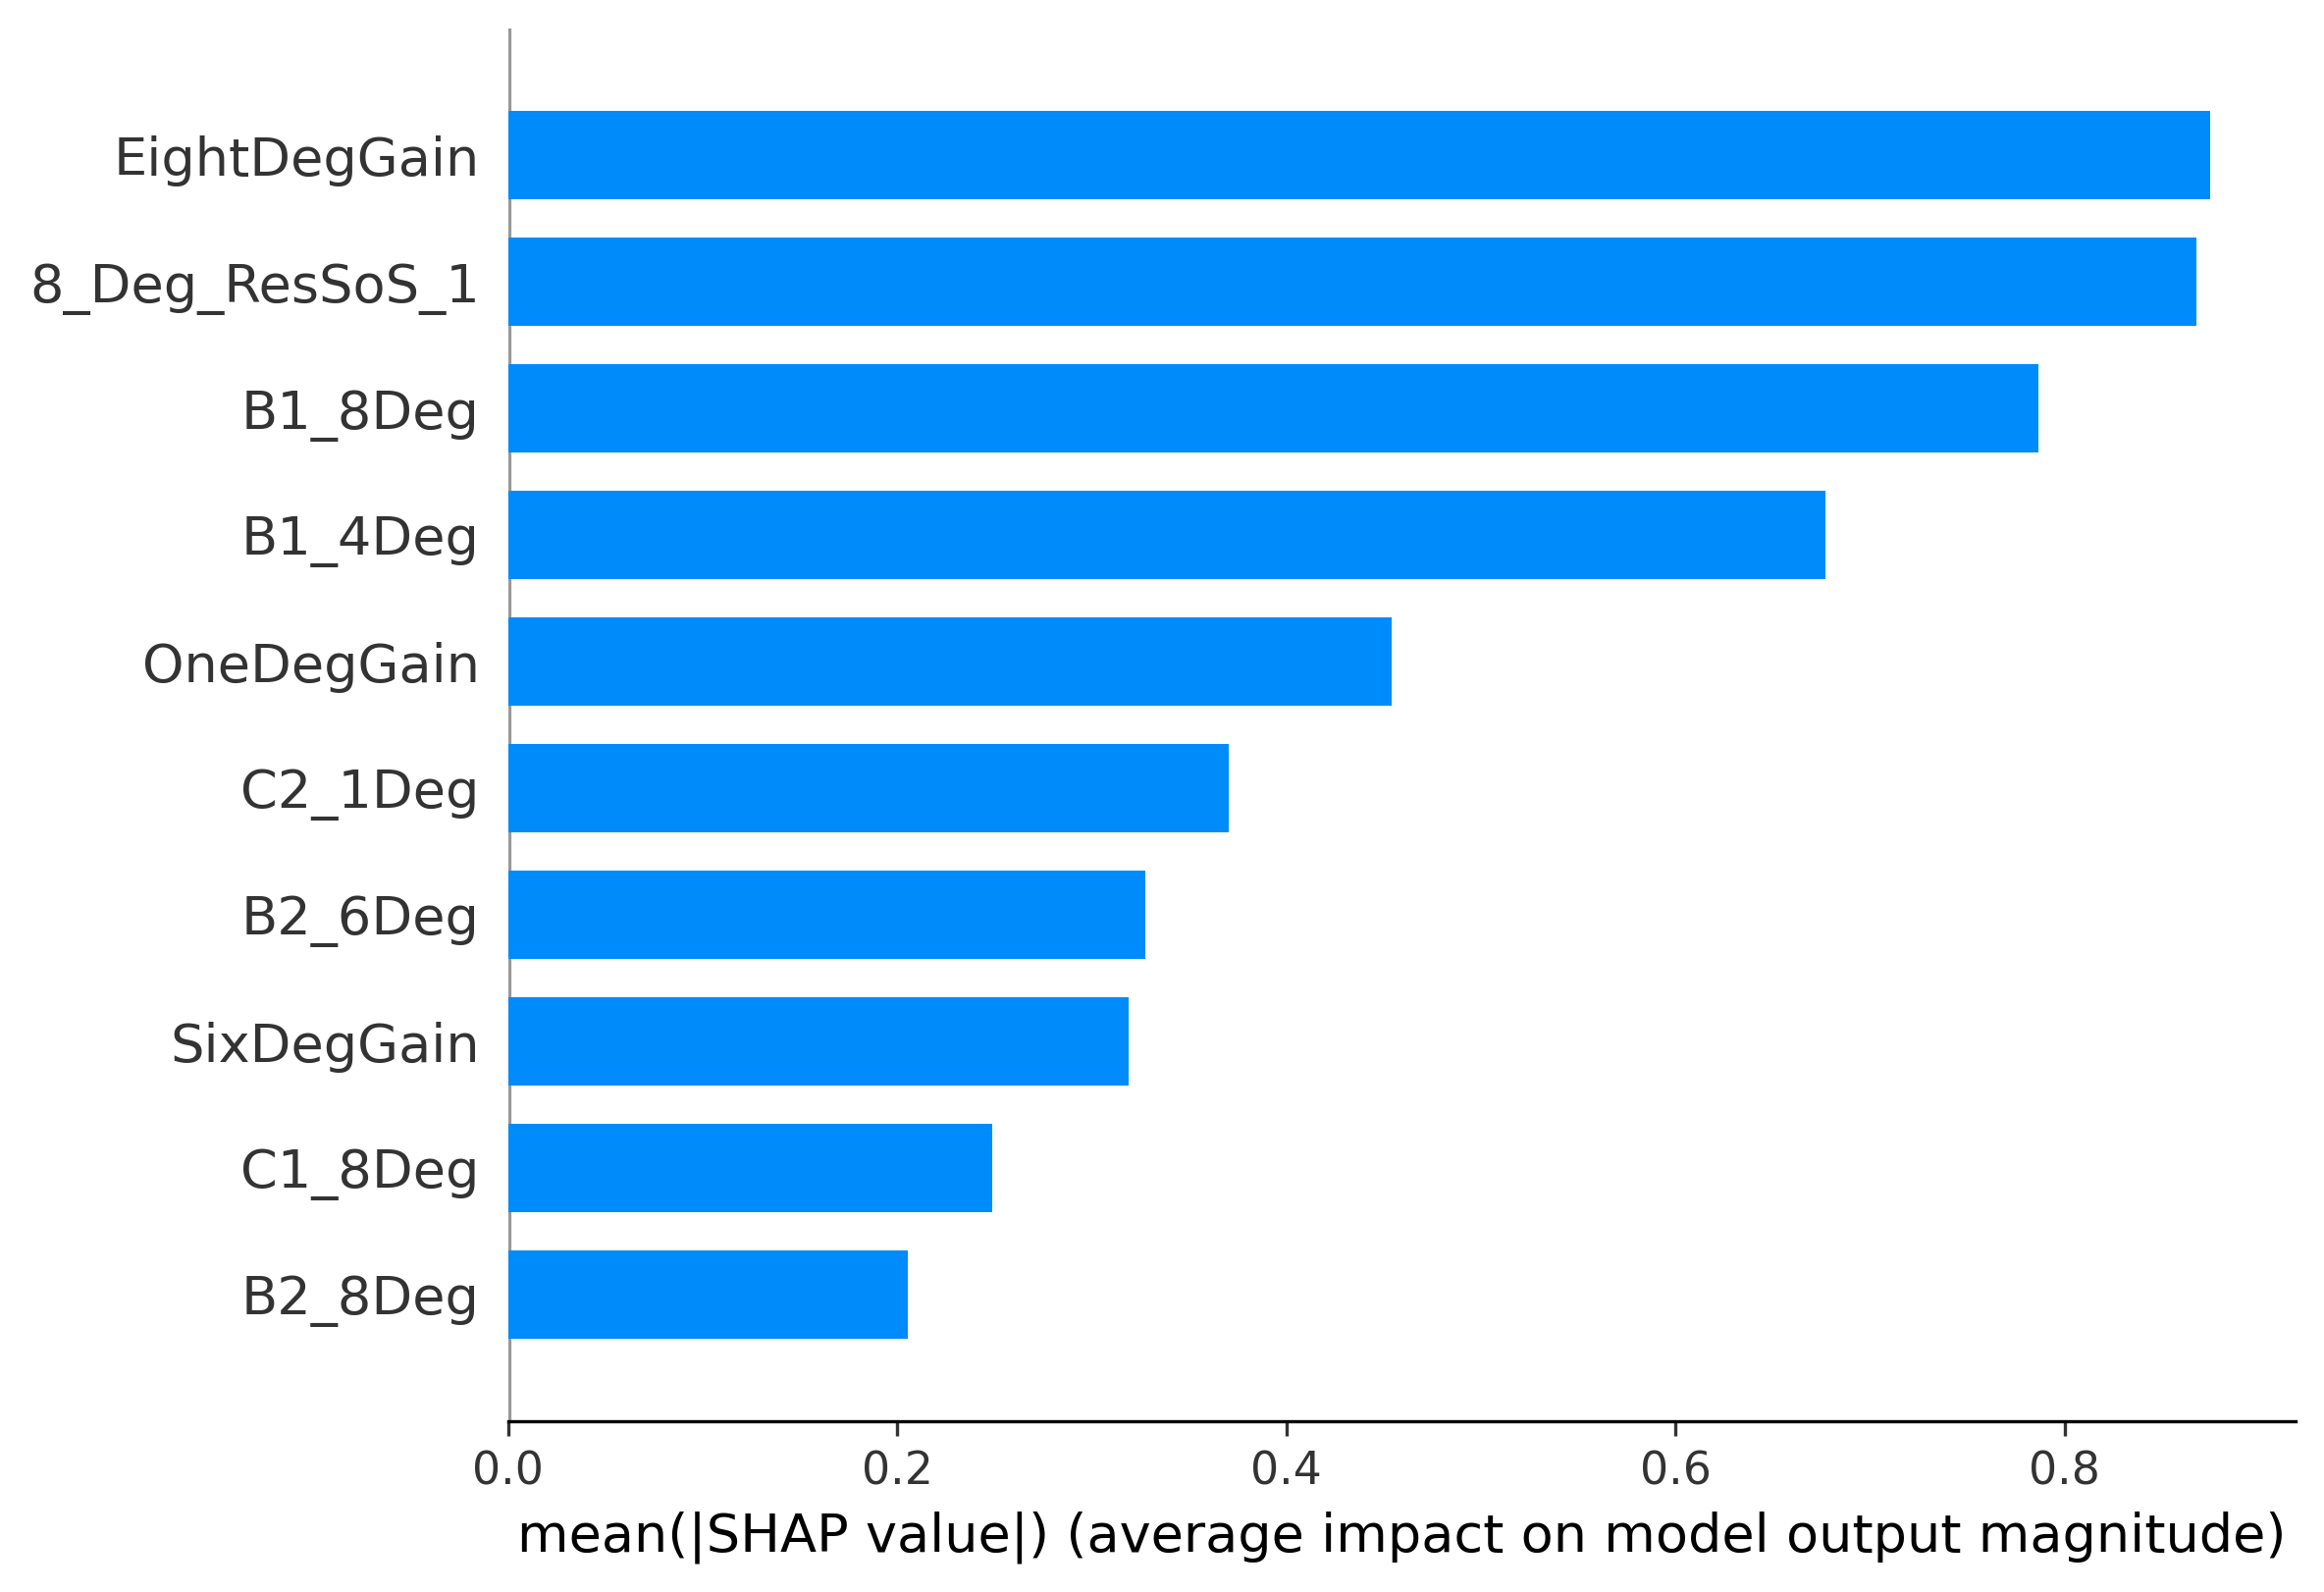 EightDegGain
8_Deg_ResSoS_1
B1_8Deg
B1_4Deg
OneDegGain
C2_1Deg
B2_6Deg
SixDegGain
C1_8Deg
B2_8Deg
0.0 0.2 0.4 0.6 0.8
mean(|SHAP value|) (average impact on model output magnitude)